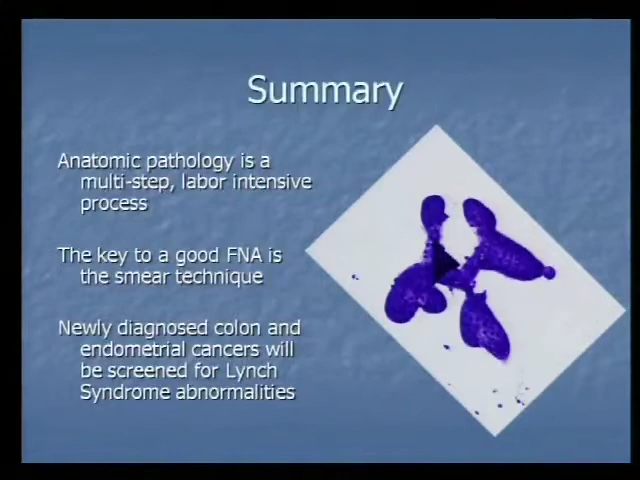 Summary
Anatomic pathology is a
multi-step, labor intensive
process
The key to a good FNA is
the smear technique
Newly diagnosed colon and
endometrial cancers will
be screened for Lynch
Syndrome abnormalities